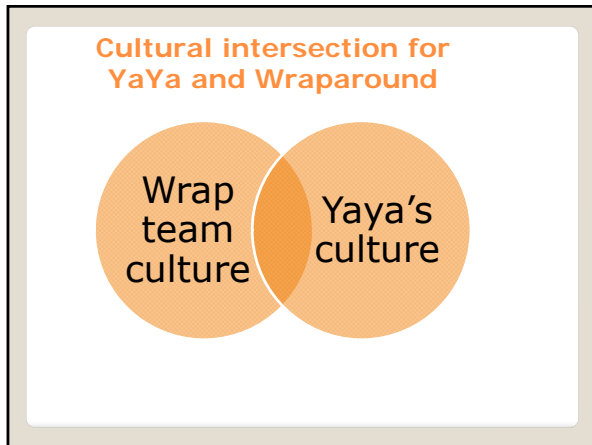 Cultural intersection for
YaYa and Wraparound
Wrap
team
culture
Yaya’s
culture